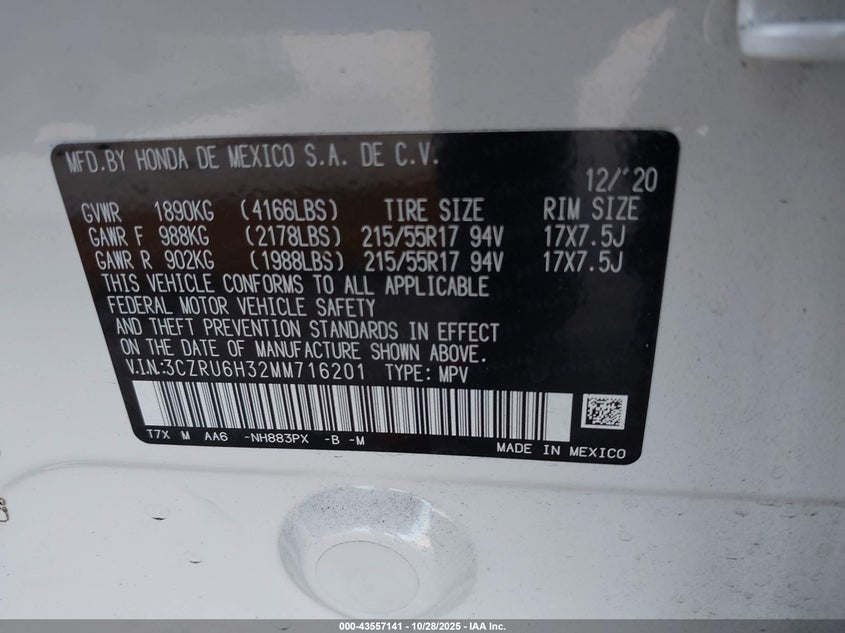 MFD.BY HONDA DE MEXICO S.A. DE C.V.
12/'20
GVWR 1890KG (4166LBS) TIRE SIZE RIM SIZE
GAWR F 988KG (2178LBS) 215/55R17 94V 17X7.5J
GAWR R 902KG (1988LBS) 215/55R17 94V 17X7.5J
THIS VEHICLE CONFORMS TO ALL APPLICABLE
FEDERAL MOTOR VEHICLE SAFETY
AND THEFT PREVENTION STANDARDS IN EFFECT
ON THE DATE OF MANUFACTURE SHOWN ABOVE.
V.I.N:3CZRU6H32MM716201 TYPE: MPV
T7X M AA6 -NH883PX -B -M
MADE IN MEXICO
000-43557141 - 10/28/2025 - IAA Inc.